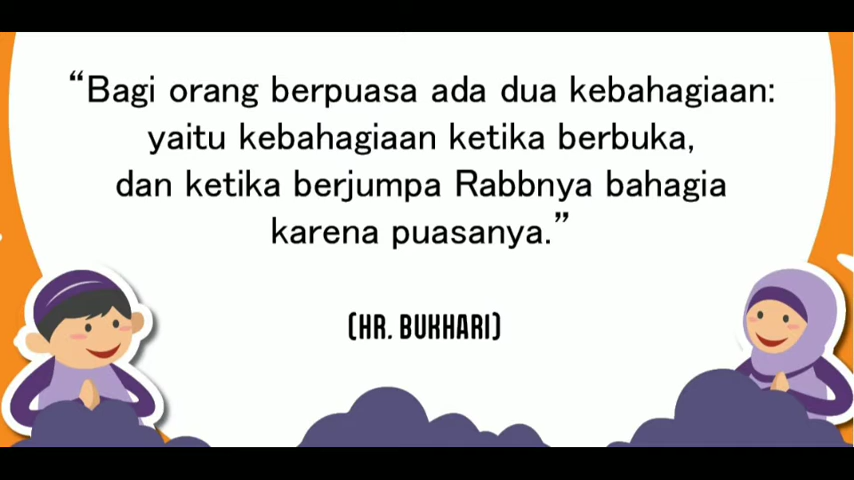 “Bagi orang berpuasa ada dua kebahagiaan:
yaitu kebahagiaan ketika berbuka,
dan ketika berjumpa Rabbnya bahagia
karena puasanya.”
(HR. BUKHARI)